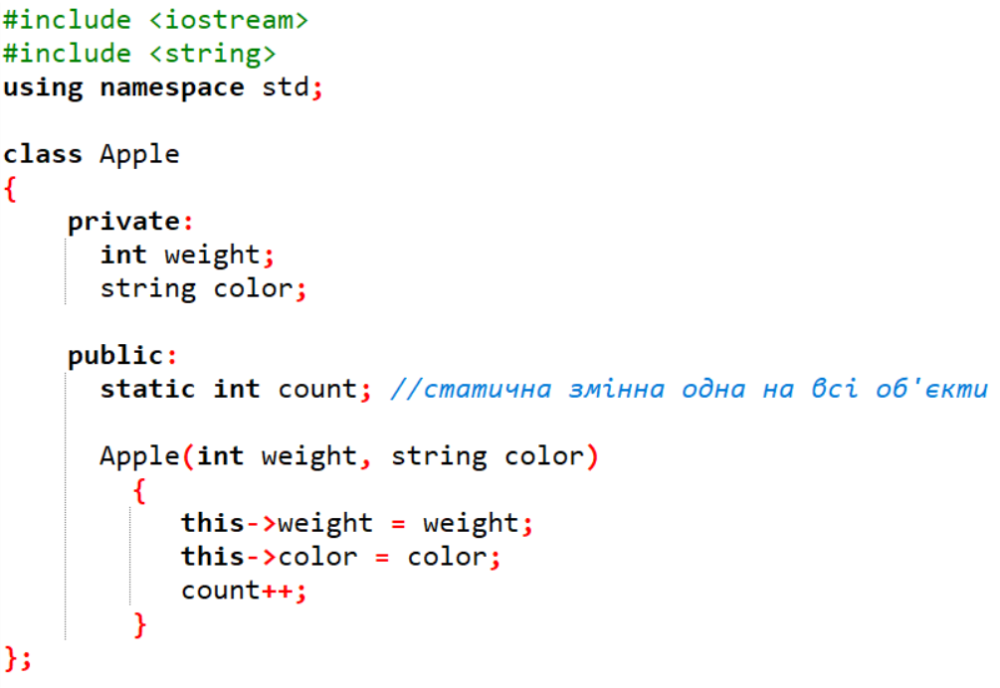 #include <iostream>
#include <string>
using namespace std;
class Apple
{
private:
int weight;
string color;
public:
static int count; //статична змінна одна на всі об'єкти
Apple(int weight, string color)
{
this->weight = weight;
this->color = color;
count++;
}
};